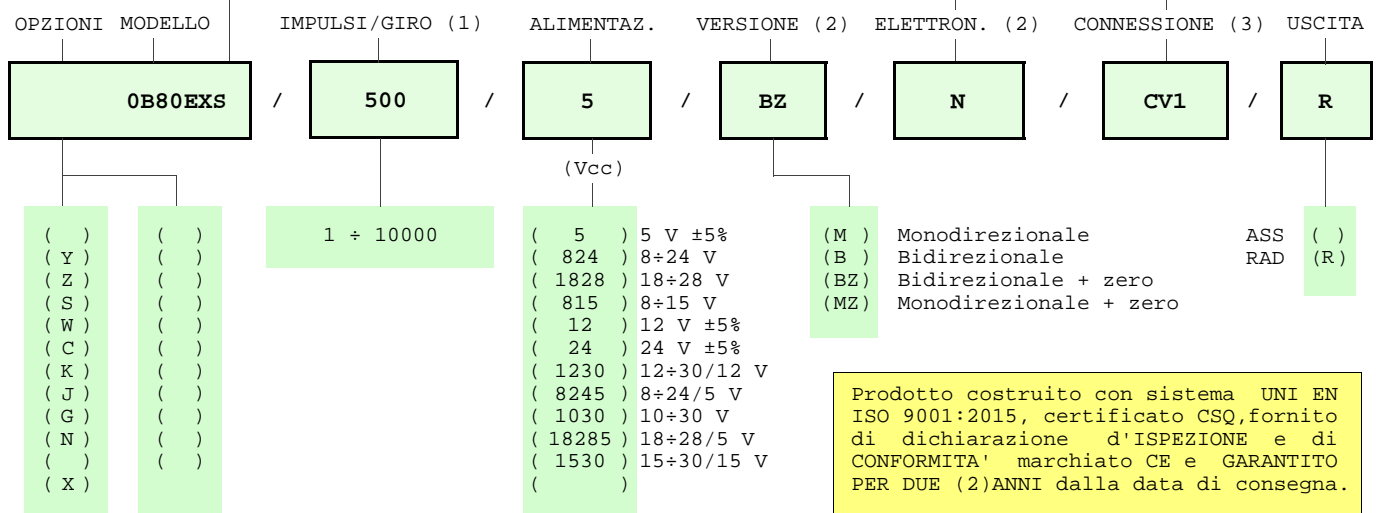 OPZIONI MODELLO IMPULSI/GIRO (1) ALIMENTAZ. VERSIONE (2) ELETTRON. (2) CONNESSIONE (3) USCITA
0B80EXS / 500 / 5 / BZ / N / CV1 / R
(Vcc)
( ) ( ) 1 ÷ 10000 ( 5 ) 5 V ±5% (M ) Monodirezionale ASS ( )
( Y ) ( ) ( 824 ) 8÷24 V (B ) Bidirezionale RAD (R)
( Z ) ( ) ( 1828 ) 18÷28 V (BZ) Bidirezionale + zero
( S ) ( ) ( 815 ) 8÷15 V (MZ) Monodirezionale + zero
( W ) ( ) ( 12 ) 12 V ±5%
( C ) ( ) ( 24 ) 24 V ±5%
( K ) ( ) ( 1230 ) 12÷30/12 V
( J ) ( ) ( 8245 ) 8÷24/5 V
( G ) ( ) ( 1030 ) 10÷30 V
( N ) ( ) ( 18285 ) 18÷28/5 V
( ) ( ) ( 1530 ) 15÷30/15 V
( X ) ( )
Prodotto costruito con sistema UNI EN
ISO 9001:2015, certificato CSQ,fornito
di dichiarazione d'ISPEZIONE e di
CONFORMITA' marchiato CE e GARANTITO
PER DUE (2)ANNI dalla data di consegna.